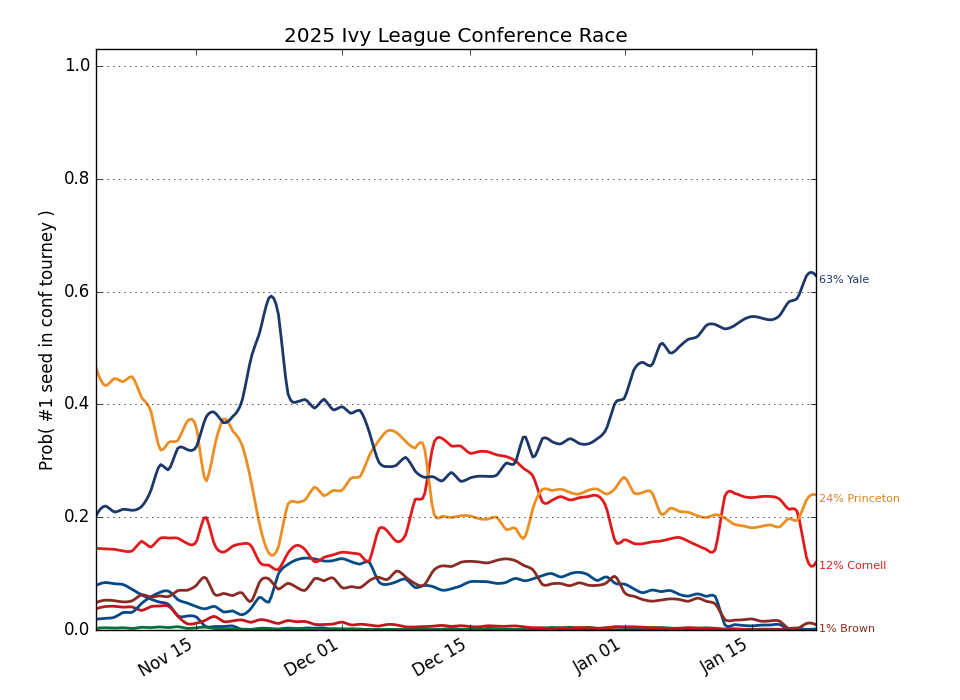 2025 Ivy League Conference Race
Prob( #1 seed in conf tourney )
1.0
0.8
0.6
0.4
0.2
0.0
63% Yale
24% Princeton
12% Cornell
1% Brown
Nov 15
Dec 01
Dec 15
Jan 01
Jan 15